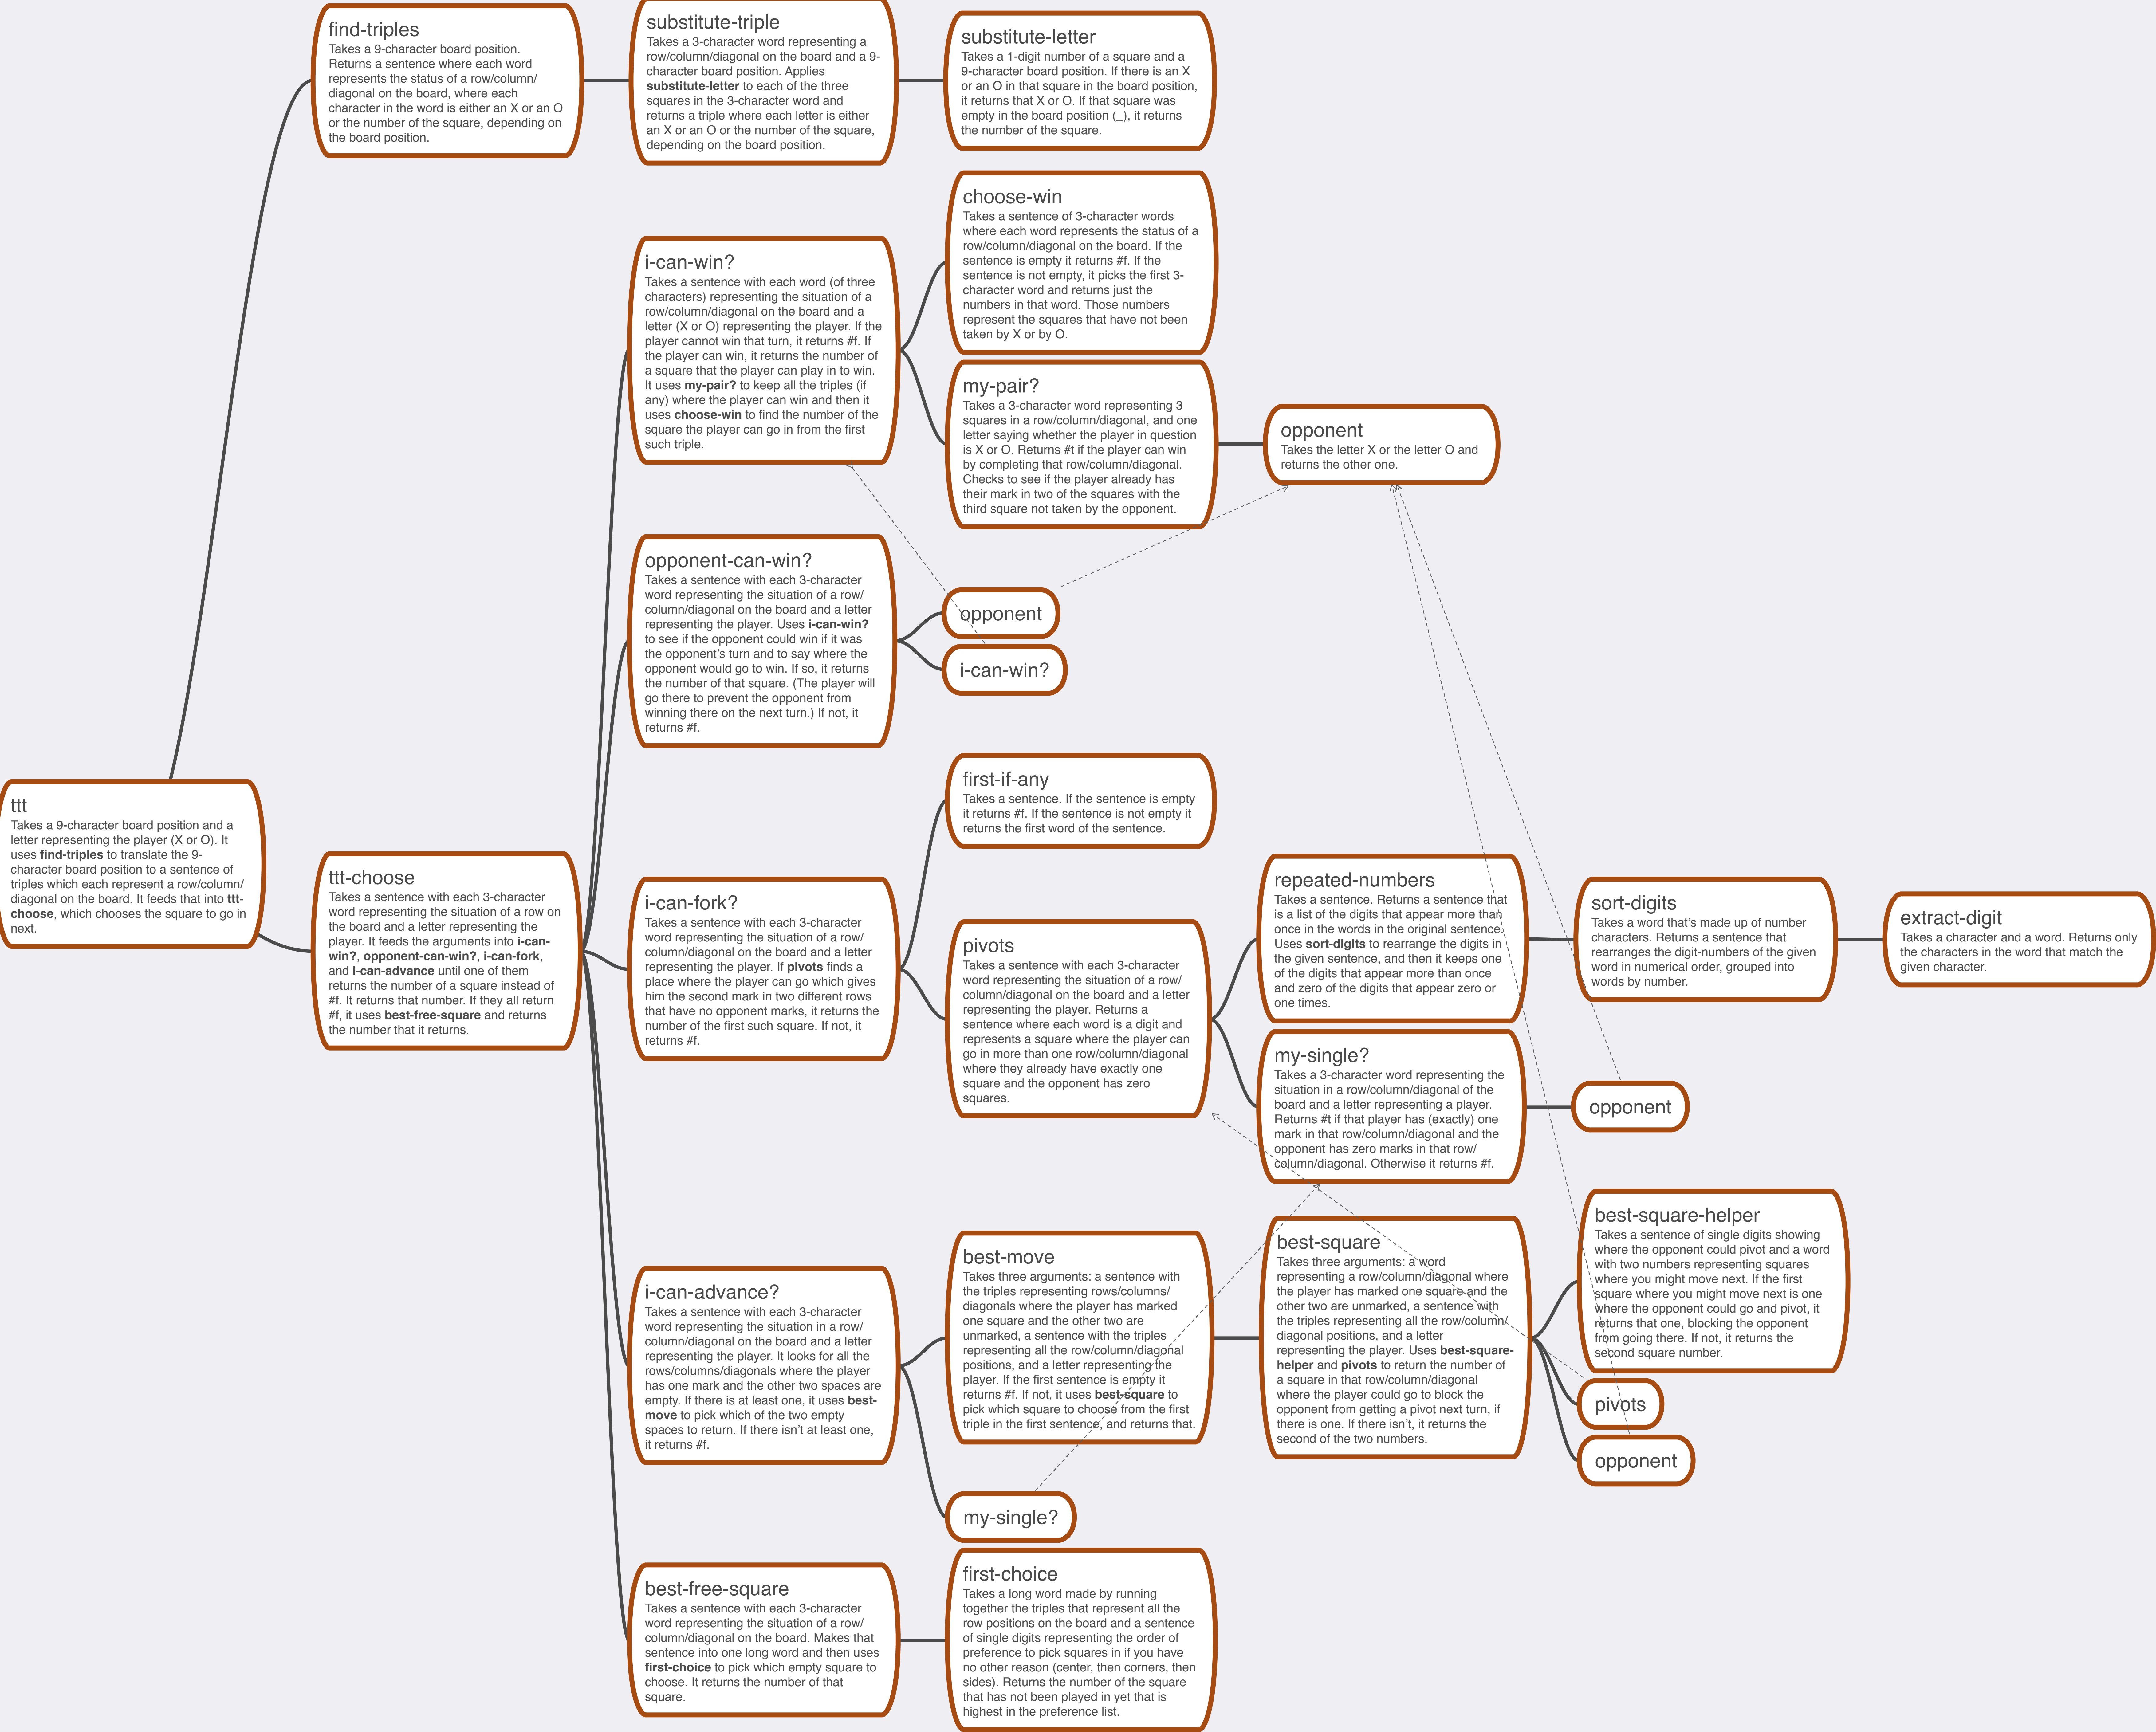 find-triples
Takes a 9-character board position.
Returns a sentence where each word
represents the status of a row/column/
diagonal on the board, where each
character in the word is either an X or an O
or the number of the square, depending on
the board position.
substitute-triple
Takes a 3-character word representing a
row/column/diagonal on the board and a 9-
character board position. Applies
substitute-letter to each of the three
squares in the 3-character word and
returns a triple where each letter is either
an X or an O or the number of the square,
depending on the board position.
substitute-letter
Takes a 1-digit number of a square and a
9-character board position. If there is an X
or an O in that square in the board position,
it returns that X or O. If that square was
empty in the board position (_), it returns
the number of the square.
choose-win
Takes a sentence of 3-character words
where each word represents the status of a
row/column/diagonal on the board. If the
sentence is empty it returns #f. If the
sentence is not empty, it picks the first 3-
character word and returns just the
numbers in that word. Those numbers
represent the squares that have not been
taken by X or by O.
i-can-win?
Takes a sentence with each word (of three
characters) representing the situation of a
row/column/diagonal on the board and a
letter (X or O) representing the player. If the
player cannot win that turn, it returns #f. If
the player can win, it returns the number of
a square that the player can play in to win.
It uses my-pair? to keep all the triples (if
any) where the player can win and then it
uses choose-win to find the number of the
square the player can go in from the first
such triple.
my-pair?
Takes a 3-character word representing 3
squares in a row/column/diagonal, and one
letter saying whether the player in question
is X or O. Returns #t if the player can win
by completing that row/column/diagonal.
Checks to see if the player already has
their mark in two of the squares with the
third square not taken by the opponent.
opponent
Takes the letter X or the letter O and
returns the other one.
opponent-can-win?
Takes a sentence with each 3-character
word representing the situation of a row/
column/diagonal on the board and a letter
representing the player. Uses i-can-win?
to see if the opponent could win if it was
the opponent's turn and to say where the
opponent would go to win. If so, it returns
the number of that square. (The player will
go there to prevent the opponent from
winning there on the next turn.) If not, it
returns #f.
opponent
i-can-win?
ttt
Takes a 9-character board position and a
letter representing the player (X or O). It
uses find-triples to translate the 9-
character board position to a sentence of
triples which each represent a row/column/
diagonal on the board. It feeds that into ttt-
choose, which chooses the square to go in
next.
ttt-choose
Takes a sentence with each 3-character
word representing the situation of a row on
the board and a letter representing the
player. It feeds the arguments into i-can-
win?, opponent-can-win?, i-can-fork,
and i-can-advance until one of them
returns the number of a square instead of
#f. It returns that number. If they all return
#f, it uses best-free-square and returns
the number that it returns.
first-if-any
Takes a sentence. If the sentence is empty
it returns #f. If the sentence is not empty it
returns the first word of the sentence.
i-can-fork?
Takes a sentence with each 3-character
word representing the situation of a row/
column/diagonal on the board and a letter
representing the player. If pivots finds a
place where the player can go which gives
him the second mark in two different rows
that have no opponent marks, it returns the
number of the first such square. If not, it
returns #f.
pivots
Takes a sentence with each 3-character
word representing the situation of a row/
column/diagonal on the board and a letter
representing the player. Returns a
sentence where each word is a digit and
represents a square where the player can
go in more than one row/column/diagonal
where they already have exactly one
square and the opponent has zero
squares.
repeated-numbers
Takes a sentence. Returns a sentence that
is a list of the digits that appear more than
once in the words in the original sentence.
Uses sort-digits to rearrange the digits in
the given sentence, and then it keeps one
of the digits that appear more than once
and zero of the digits that appear zero or
one times.
sort-digits
Takes a word that's made up of number
characters. Returns a sentence that
rearranges the digit-numbers of the given
word in numerical order, grouped into
words by number.
extract-digit
Takes a character and a word. Returns only
the characters in the word that match the
given character.
my-single?
Takes a 3-character word representing the
situation in a row/column/diagonal of the
board and a letter representing a player.
Returns #t if that player has (exactly) one
mark in that row/column/diagonal and the
opponent has zero marks in that row/
column/diagonal. Otherwise it returns #f.
opponent
i-can-advance?
Takes a sentence with each 3-character
word representing the situation in a row/
column/diagonal on the board and a letter
representing the player. It looks for all the
rows/columns/diagonals where the player
has one mark and the other two spaces are
empty. If there is at least one, it uses best-
move to pick which of the two empty
spaces to return. If there isn't at least one,
it returns #f.
best-move
Takes three arguments: a sentence with
the triples representing rows/columns/
diagonals where the player has marked
one square and the other two are
unmarked, a sentence with the triples
representing all the row/column/diagonal
positions, and a letter representing the
player. If the first sentence is empty it
returns #f. If not, it uses best-square to
pick which square to choose from the first
triple in the first sentence, and returns that.
best-square
Takes three arguments: a word
representing a row/column/diagonal where
the player has marked one square and the
other two are unmarked, a sentence with
the triples representing all the row/column/
diagonal positions, and a letter
representing the player. Uses best-square-
helper and pivots to return the number of
a square in that row/column/diagonal
where the player could go to block the
opponent from getting a pivot next turn, if
there is one. If there isn't, it returns the
second of the two numbers.
best-square-helper
Takes a sentence of single digits showing
where the opponent could pivot and a word
with two numbers representing squares
where you might move next. If the first
square where you might move next is one
where the opponent could go and pivot, it
returns that one, blocking the opponent
from going there. If not, it returns the
second square number.
pivots
opponent
my-single?
best-free-square
Takes a sentence with each 3-character
word representing the situation of a row/
column/diagonal on the board. Makes that
sentence into one long word and then uses
first-choice to pick which empty square to
choose. It returns the number of that
square.
first-choice
Takes a long word made by running
together the triples that represent all the
row positions on the board and a sentence
of single digits representing the order of
preference to pick squares in if you have
no other reason (center, then corners, then
sides). Returns the number of the square
that has not been played in yet that is
highest in the preference list.